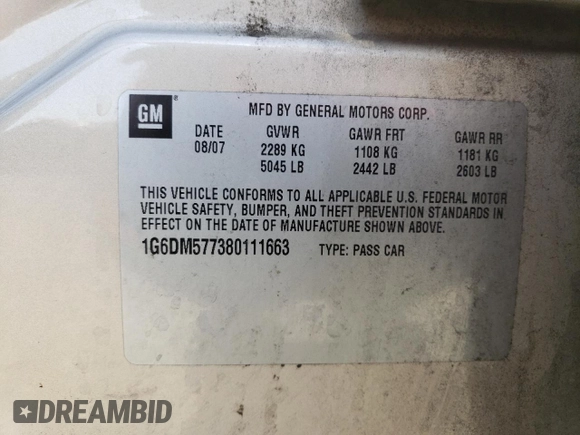 GM ®
MFD BY GENERAL MOTORS CORP.
DATE GVWR GAWR FRT GAWR RR
08/07 2289 KG 1108 KG 1181 KG
5045 LB 2442 LB 2603 LB
THIS VEHICLE CONFORMS TO ALL APPLICABLE U.S. FEDERAL MOTOR
VEHICLE SAFETY, BUMPER, AND THEFT PREVENTION STANDARDS IN
EFFECT ON THE DATE OF MANUFACTURE SHOWN ABOVE.
1G6DM577380111663 TYPE: PASS CAR
DREAMBID